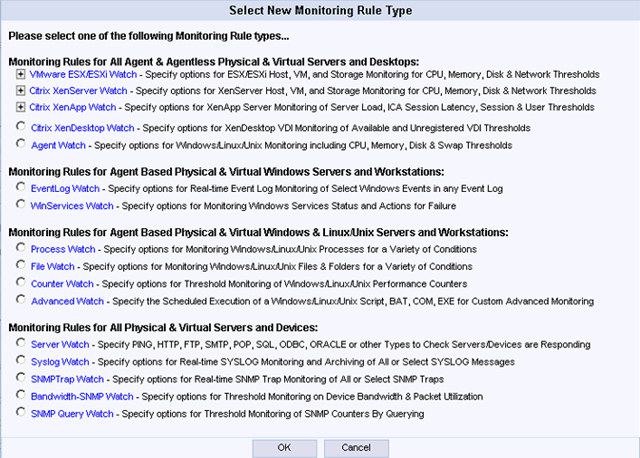 Select New Monitoring Rule Type
Please select one of the following Monitoring Rule types...
Monitoring Rules for All Agent & Agentless Physical & Virtual Servers and Desktops:
VMware ESX/ESXi Watch - Specify options for ESX/ESXi Host, VM, and Storage Monitoring for CPU, Memory, Disk & Network Thresholds
Citrix XenServer Watch - Specify options for XenServer Host, VM, and Storage Monitoring for CPU, Memory, Disk & Network Thresholds
Citrix XenApp Watch - Specify options for XenApp Server Monitoring of Server Load, ICA Session Latency, Session & User Thresholds
Citrix XenDesktop Watch - Specify options for XenDesktop VDI Monitoring of Available and Unregistered VDI Thresholds
Agent Watch - Specify options for Windows/Linux/Unix Monitoring including CPU, Memory, Disk & Swap Thresholds
Monitoring Rules for Agent Based Physical & Virtual Windows Servers and Workstations:
EventLog Watch - Specify options for Real-time Event Log Monitoring of Select Windows Events in any Event Log
WinServices Watch - Specify options for Monitoring Windows Services Status and Actions for Failure
Monitoring Rules for Agent Based Physical & Virtual Windows & Linux/Unix Servers and Workstations:
Process Watch - Specify options for Monitoring Windows/Linux/Unix Processes for a Variety of Conditions
File Watch - Specify options for Monitoring Windows/Linux/Unix Files & Folders for a Variety of Conditions
Counter Watch - Specify options for Threshold Monitoring of Windows/Linux/Unix Performance Counters
Advanced Watch - Specify the Scheduled Execution of a Windows/Linux/Unix Script, BAT, COM, EXE for Custom Advanced Monitoring
Monitoring Rules for All Physical & Virtual Servers and Devices:
Server Watch - Specify PING, HTTP, FTP, SMTP, POP, SQL, ODBC, ORACLE or other Types to Check Servers/Devices are Responding
Syslog Watch - Specify options for Real-time SYSLOG Monitoring and Archiving of All or Select SYSLOG Messages
SNMPTrap Watch - Specify options for Real-time SNMP Trap Monitoring of All or Select SNMP Traps
Bandwidth-SNMP Watch - Specify options for Threshold Monitoring on Device Bandwidth & Packet Utilization
SNMP Query Watch - Specify options for Threshold Monitoring of SNMP Counters By Querying
OK Cancel